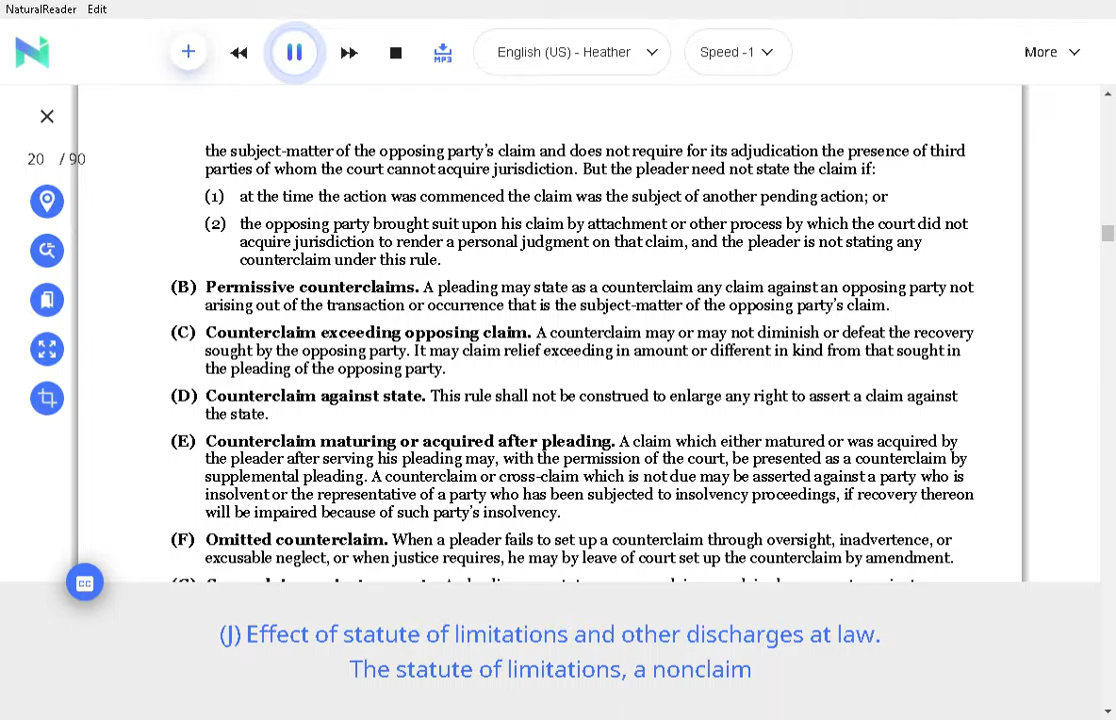 NaturalReader Edit
MP3
English (US) - Heather
Speed -1
More
20 / 90
the subject-matter of the opposing party's claim and does not require for its adjudication the presence of third
parties of whom the court cannot acquire jurisdiction. But the pleader need not state the claim if:
(1) at the time the action was commenced the claim was the subject of another pending action; or
(2) the opposing party brought suit upon his claim by attachment or other process by which the court did not
acquire jurisdiction to render a personal judgment on that claim, and the pleader is not stating any
counterclaim under this rule.
(B) Permissive counterclaims. A pleading may state as a counterclaim any claim against an opposing party not
arising out of the transaction or occurrence that is the subject-matter of the opposing party's claim.
(C) Counterclaim exceeding opposing claim. A counterclaim may or may not diminish or defeat the recovery
sought by the opposing party. It may claim relief exceeding in amount or different in kind from that sought in
the pleading of the opposing party.
(D) Counterclaim against state. This rule shall not be construed to enlarge any right to assert a claim against
the state.
(E) Counterclaim maturing or acquired after pleading. A claim which either matured or was acquired by
the pleader after serving his pleading may, with the permission of the court, be presented as a counterclaim by
supplemental pleading. A counterclaim or cross-claim which is not due may be asserted against a party who is
insolvent or the representative of a party who has been subjected to insolvency proceedings, if recovery thereon
will be impaired because of such party's insolvency.
(F) Omitted counterclaim. When a pleader fails to set up a counterclaim through oversight, inadvertence, or
excusable neglect, or when justice requires, he may by leave of court set up the counterclaim by amendment.
CC
(J) Effect of statute of limitations and other discharges at law.
The statute of limitations, a nonclaim